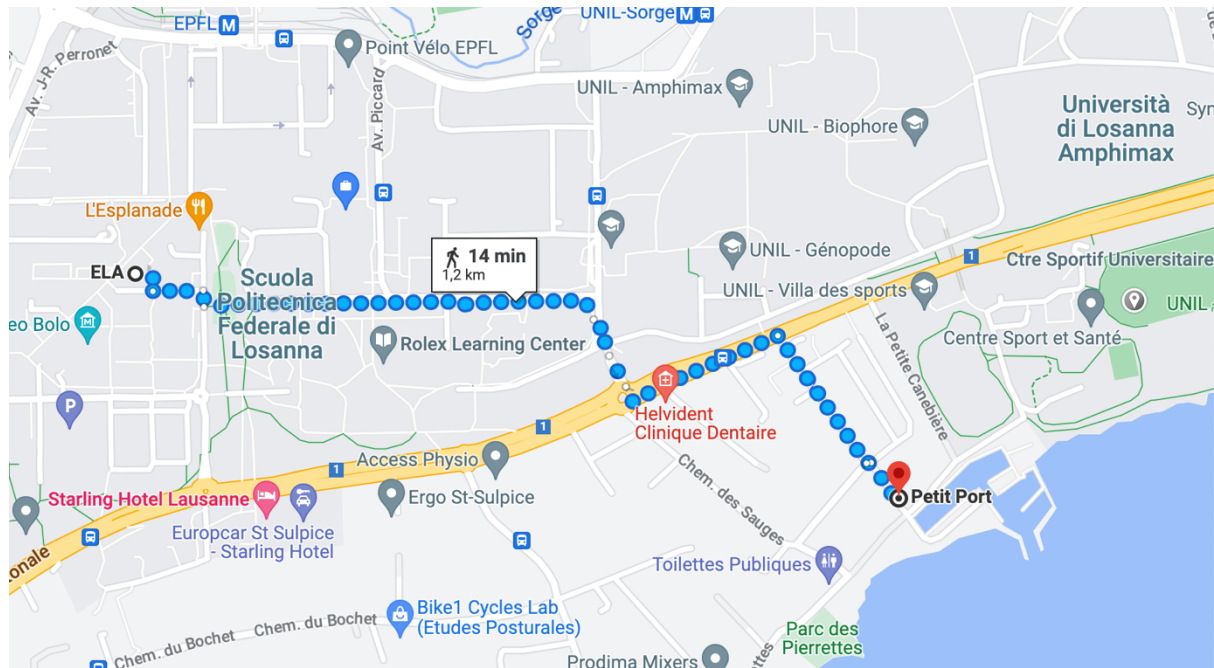 EPFL
M
UNIL-Sorge
M
Sorge
Av. J.-R. Perronet
Point Vélo EPFL
Av. Piccard
UNIL - Amphimax
UNIL - Biophore
Università
di Losanna
Amphimax
Syn
L'Esplanade
ELA
Scuola
Politecnica
Federale di
Losanna
14 min
1,2 km
UNIL - Génopode
1
Ctre Sportif Universitaire
UNIL - Villa des sports
UNIL
eo Bolo
Rolex Learning Center
La Petite Canebière
Centre Sport et Santé
P
Helvident
Clinique Dentaire
1
Access Physio
1
Chem. des Sauges
Starling Hotel Lausanne
Ergo St-Sulpice
Petit Port
Europcar St Sulpice
- Starling Hotel
onale
Toilettes Publiques
Bike1 Cycles Lab
(Etudes Posturales)
Chem. du Bochet
Chem. du Bochet
Parc des
Pierrettes
Prodima Mixers
ttes